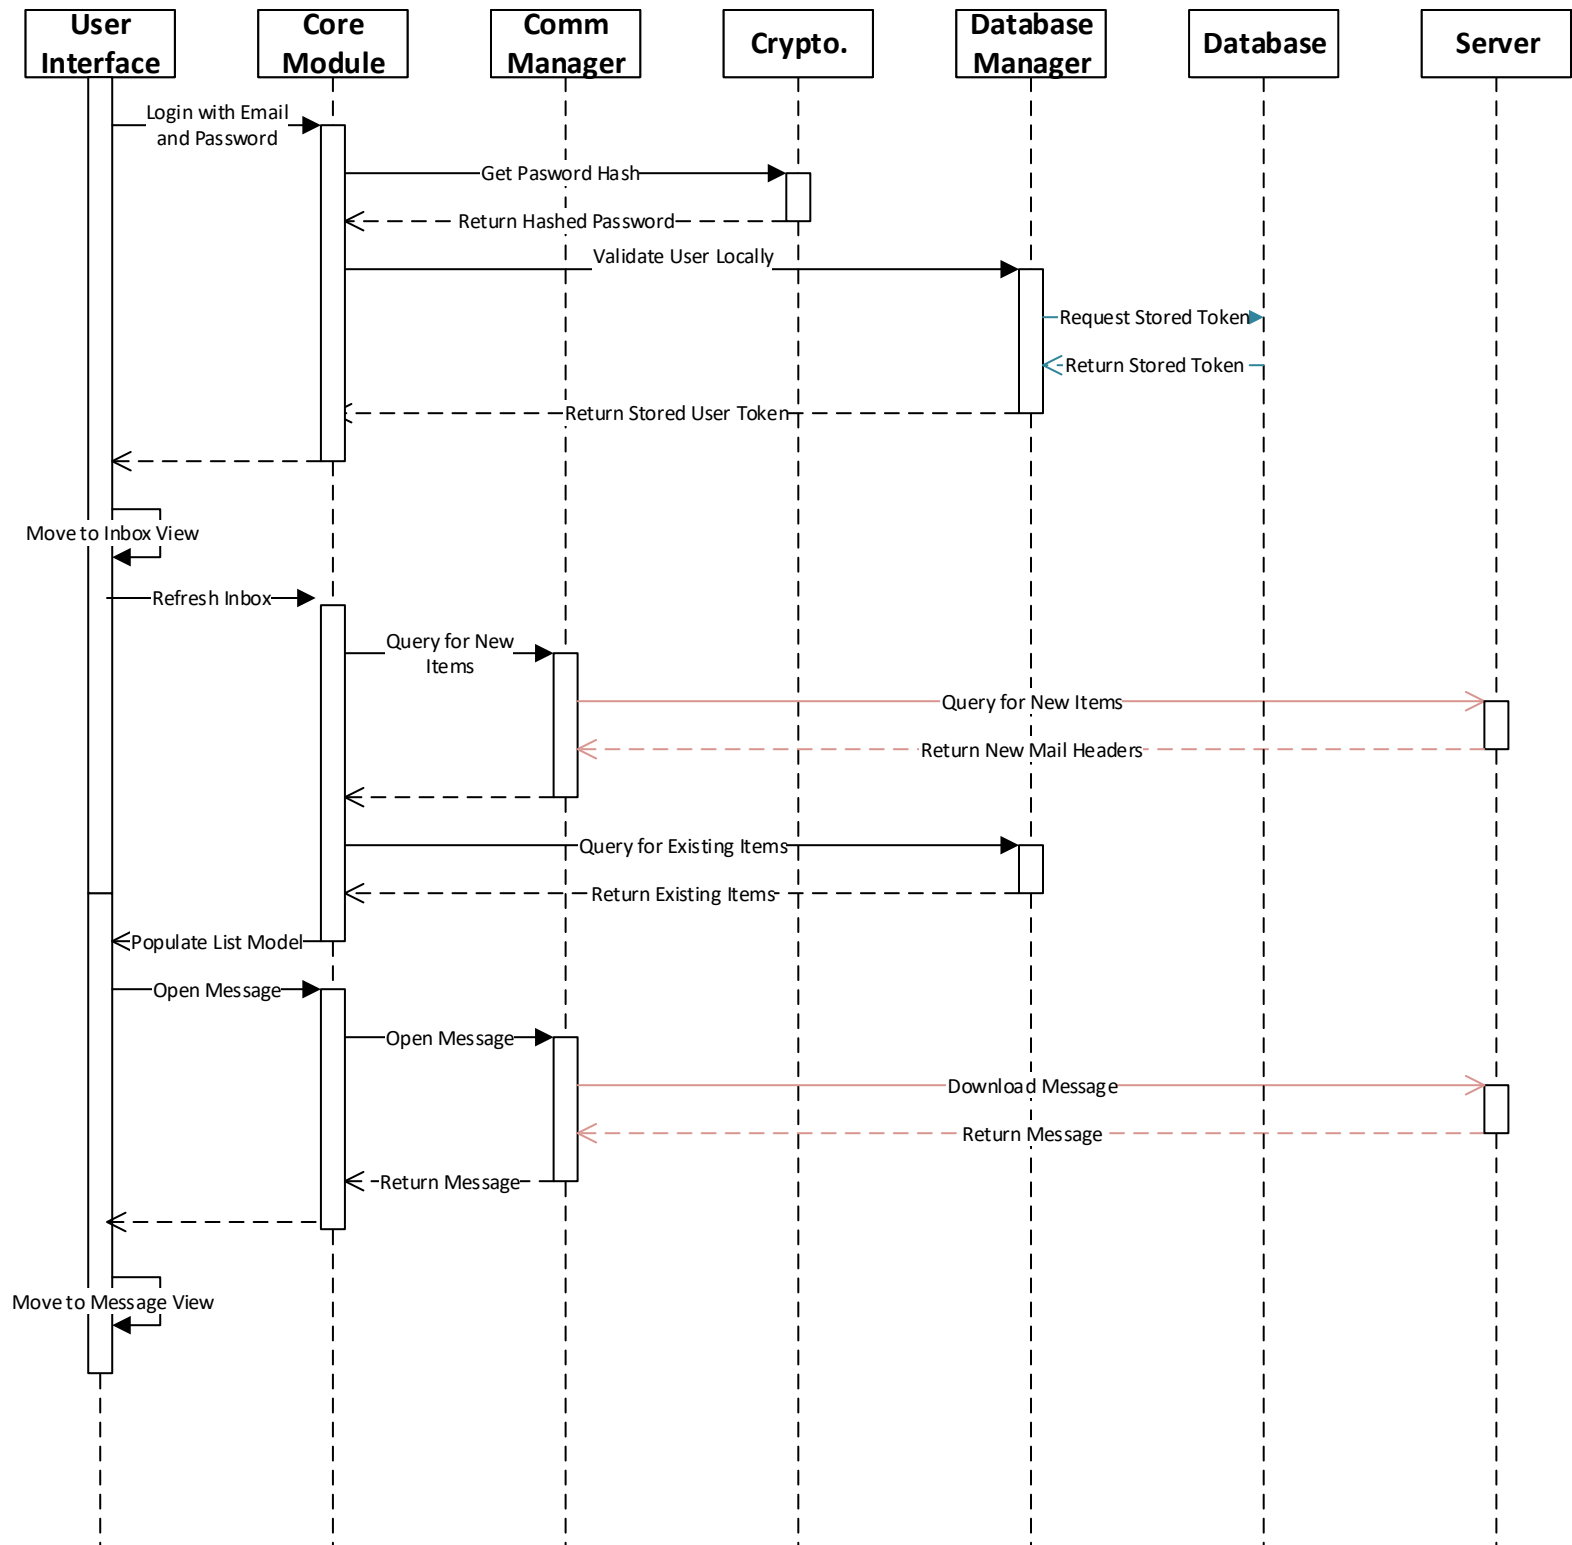 User
Interface
Core
Module
Comm
Manager
Crypto.
Database
Manager
Database
Server
Login with Email
and Password
Get Pasword Hash
Return Hashed Password
Validate User Locally
Request Stored Token
Return Stored Token
Return Stored User Token
Move to Inbox View
Refresh Inbox
Query for New
Items
Query for New Items
Return New Mail Headers
Query for Existing Items
Return Existing Items
Populate List Model
Open Message
Open Message
Download Message
Return Message
Return Message
Move to Message View